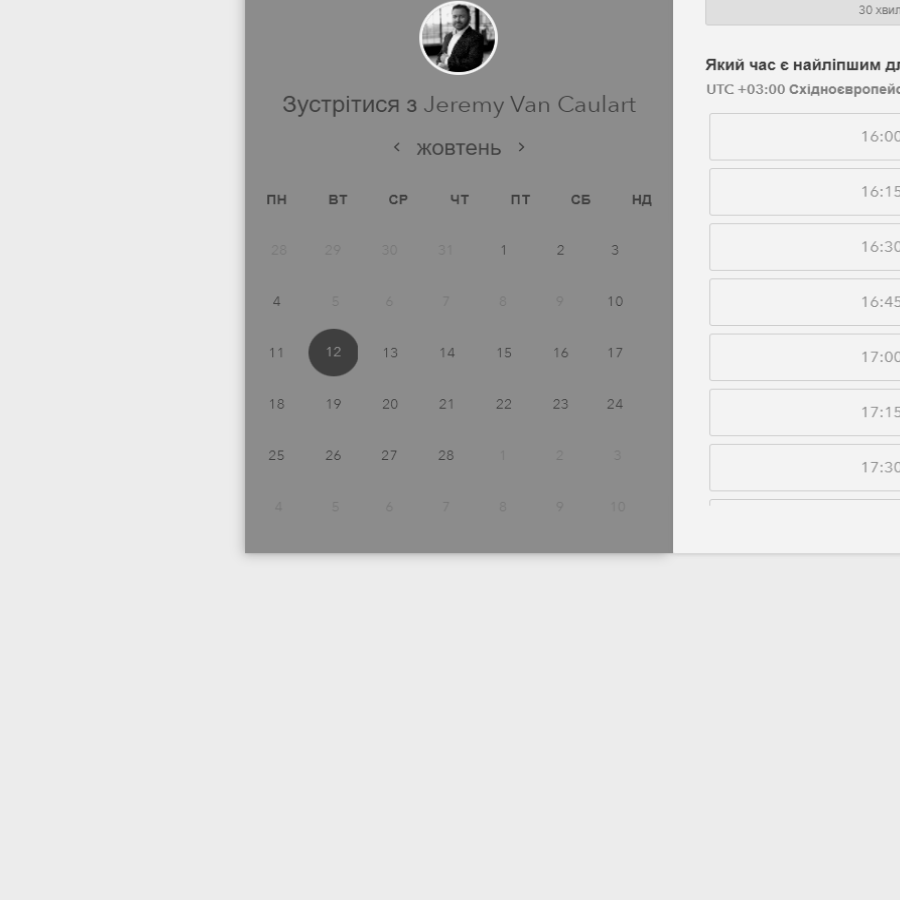 Зустрітися з Jeremy Van Caulart
‹ жовтень ›
ПН ВТ СР ЧТ ПТ СБ НД
28 29 30 31 1 2 3
4 5 6 7 8 9 10
11 12 13 14 15 16 17
18 19 20 21 22 23 24
25 26 27 28 1 2 3
4 5 6 7 8 9 10
30
Який час є найліпшим
UTC +03:00
16:00
16:15
16:30
16:45
17:00
17:15
17:30